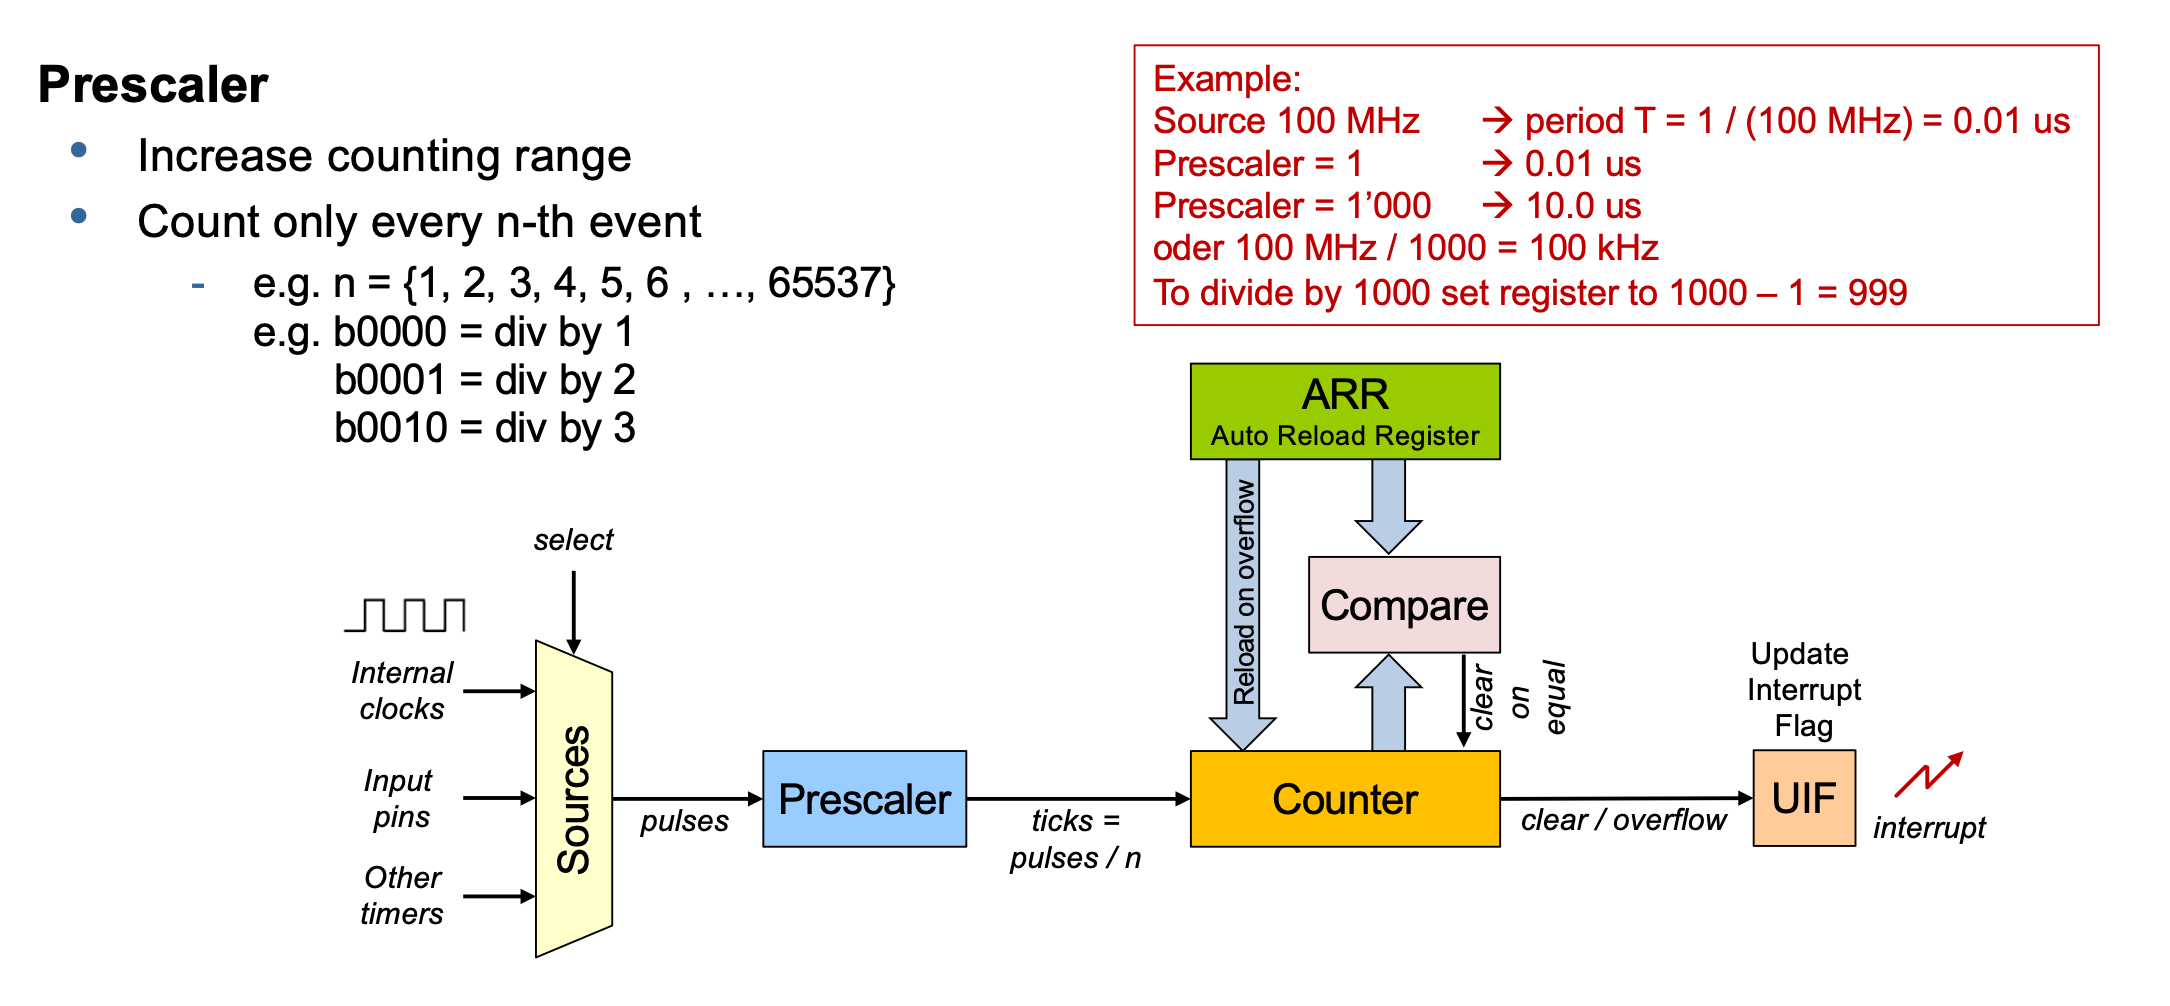 Prescaler
• Increase counting range
• Count only every n-th event
- e.g. n = {1, 2, 3, 4, 5, 6 , …, 65537}
e.g. b0000 = div by 1
b0001 = div by 2
b0010 = div by 3
Example:
Source 100 MHz → period T = 1 / (100 MHz) = 0.01 us
Prescaler = 1 → 0.01 us
Prescaler = 1’000 → 10.0 us
oder 100 MHz / 1000 = 100 kHz
To divide by 1000 set register to 1000 – 1 = 999
ARR
Auto Reload Register
Reload on overflow
Compare
clear
on
equal
select
Internal
clocks
Input
pins
Other
timers
Sources
pulses
Prescaler
ticks =
pulses / n
Counter
clear / overflow
Update
Interrupt
Flag
UIF
interrupt